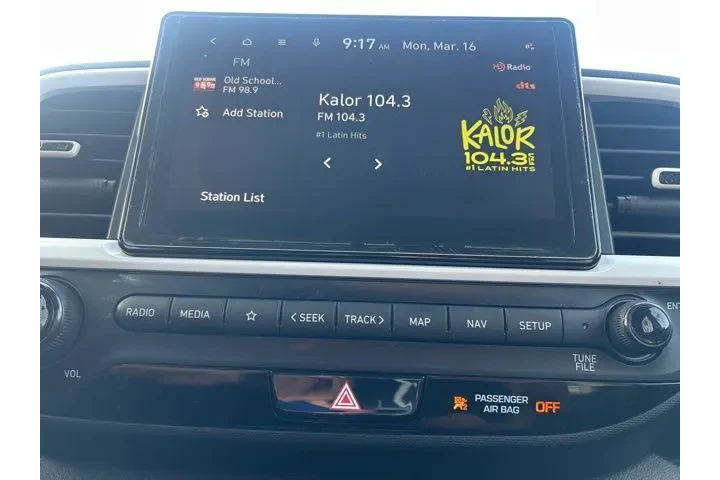 9:17 AM Mon, Mar. 16
FM
HD Radio
Old School...
FM 98.9
dts
Add Station
Kalor 104.3
FM 104.3
#1 Latin Hits
KALOR
104.3 FM
#1 LATIN HITS
Station List
RADIO MEDIA < SEEK TRACK > MAP NAV SETUP
ENT
TUNE
FILE
VOL
PASSENGER
AIR BAG OFF